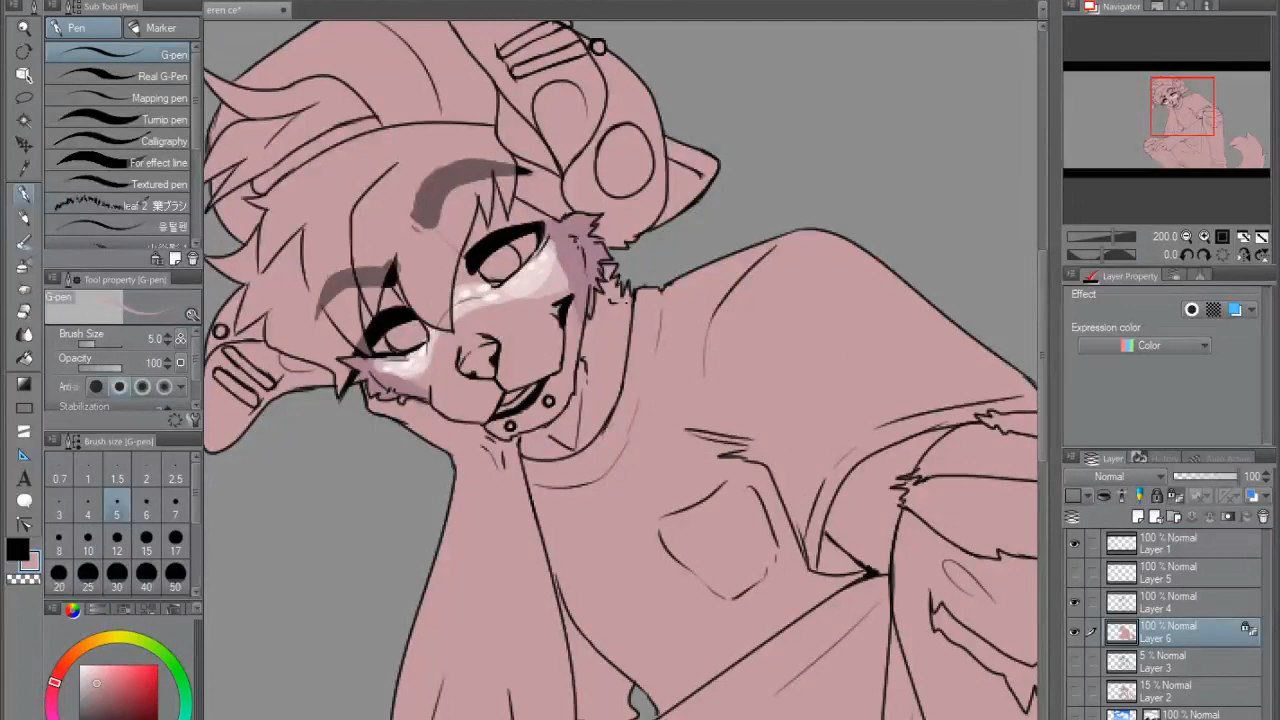 Sub Tool [Pen]
eren ce*
Navigator
Pen
Marker
G-pen
Real G-Pen
Mapping pen
Turnip pen
Calligraphy
For effect line
Textured pen
leaf 2 葉ブラシ
200.0
0.0
Tool property [G-pen]
Layer Property
G-pen
Effect
Brush Size 5.0
Expression color
Opacity 100
Color
Anti-
Stabilization
Brush size [G-pen]
Layer
0.7 1 1.5 2 2.5
Normal 100
3 4 5 6 7
8 10 12 15 17
20 25 30 40 50
100 % Normal
Layer 1
100 % Normal
Layer 5
100 % Normal
Layer 4
100 % Normal
Layer 6
5 % Normal
Layer 3
15 % Normal
Layer 2
100 % Normal